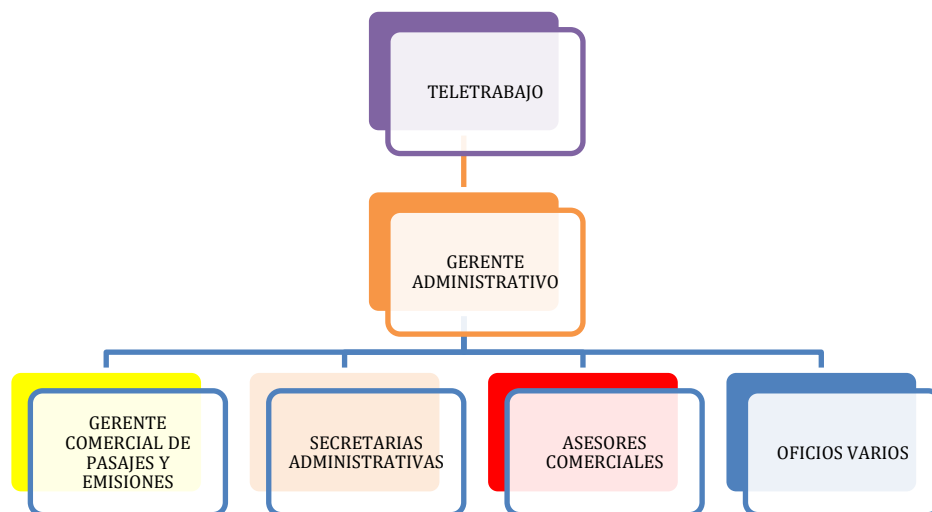 TELETRABAJO
GERENTE
ADMINISTRATIVO
GERENTE
COMERCIAL DE
PASAJES Y
EMISIONES
SECRETARIAS
ADMINISTRATIVAS
ASESORES
COMERCIALES
OFICIOS VARIOS